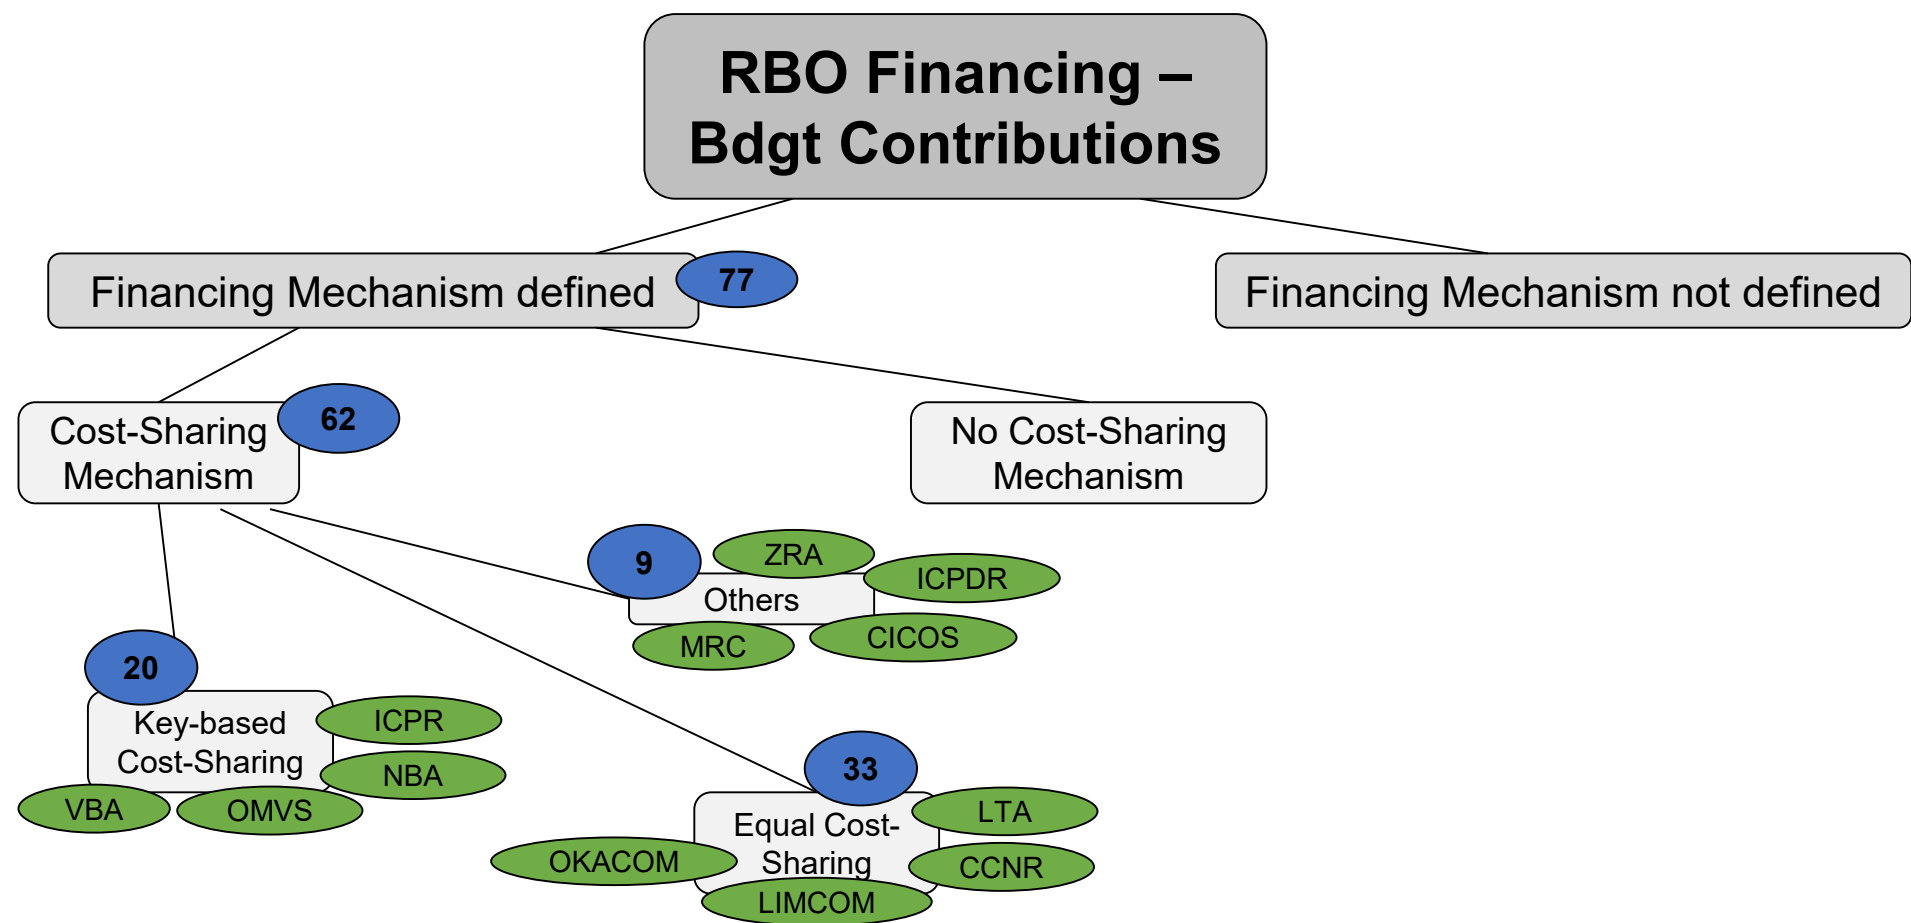 RBO Financing –
Bdgt Contributions
Financing Mechanism defined
77
Financing Mechanism not defined
Cost-Sharing
Mechanism
62
No Cost-Sharing
Mechanism
9
ZRA
ICPDR
Others
MRC
CICOS
20
Key-based
Cost-Sharing
ICPR
NBA
VBA
OMVS
33
Equal Cost-
Sharing
LTA
OKACOM
CCNR
LIMCOM